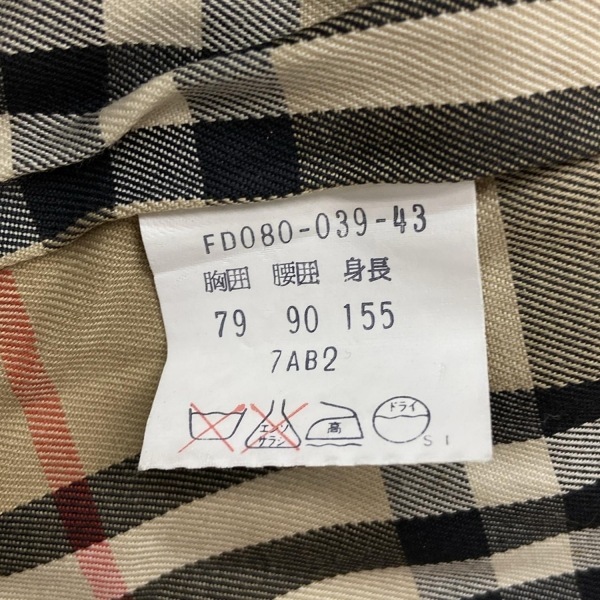 FD080-039-43
胸囲 腰囲 身長
79 90 155
7AB2
エンソ
サラシ
高
ドライ
S I